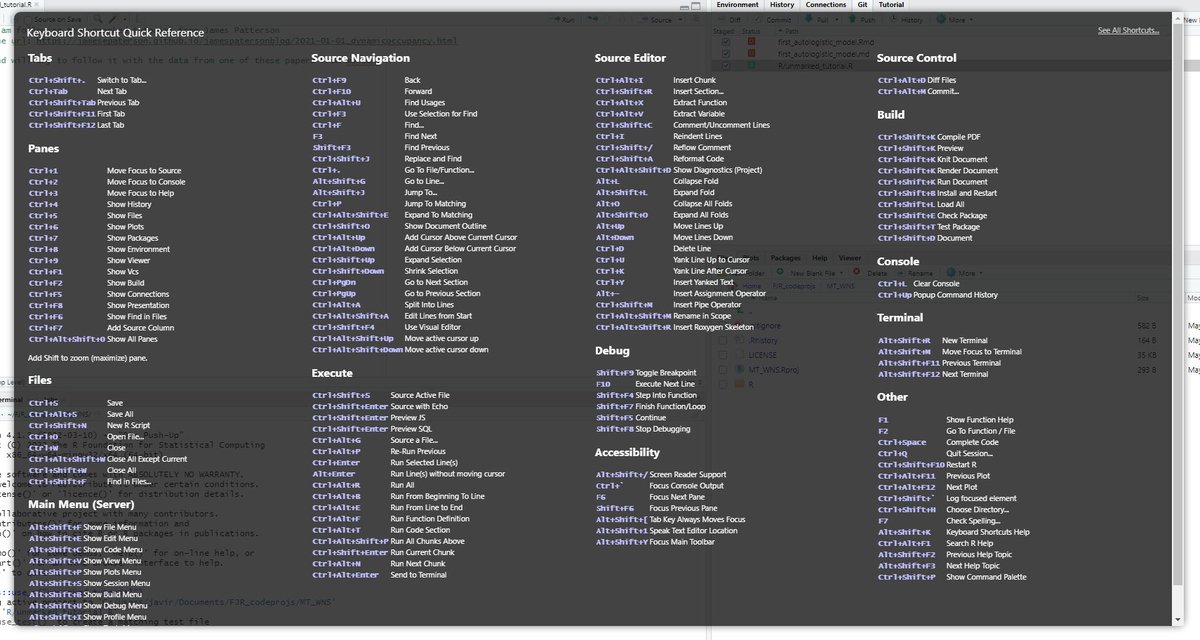 Keyboard Shortcut Quick Reference
See All Shortcuts...
Tabs
Ctrl+Shift+. Switch to Tab...
Ctrl+Tab Next Tab
Ctrl+Shift+Tab Previous Tab
Ctrl+Shift+F11 First Tab
Ctrl+Shift+F12 Last Tab
Panes
Ctrl+1 Move Focus to Source
Ctrl+2 Move Focus to Console
Ctrl+3 Move Focus to Help
Ctrl+4 Show History
Ctrl+5 Show Files
Ctrl+6 Show Plots
Ctrl+7 Show Packages
Ctrl+8 Show Environment
Ctrl+9 Show Viewer
Ctrl+F1 Show Vcs
Ctrl+F2 Show Build
Ctrl+F5 Show Connections
Ctrl+F8 Show Presentation
Ctrl+F6 Show Find in Files
Ctrl+F7 Add Source Column
Ctrl+Alt+Shift+0 Show All Panes
Add Shift to zoom (maximize) pane.
Files
Ctrl+S Save
Ctrl+Alt+S Save All
Ctrl+Shift+N New R Script
Ctrl+O Open File...
Ctrl+W Close
Ctrl+Alt+Shift+W Close All Except Current
Ctrl+Shift+W Close All
Ctrl+Shift+F Find in Files...
Main Menu (Server)
Alt+Shift+F Show File Menu
Alt+Shift+E Show Edit Menu
Alt+Shift+C Show Code Menu
Alt+Shift+V Show View Menu
Alt+Shift+P Show Plots Menu
Alt+Shift+S Show Session Menu
Alt+Shift+B Show Build Menu
Alt+Shift+U Show Debug Menu
Alt+Shift+I Show Profile Menu
Source Navigation
Ctrl+F9 Back
Ctrl+F10 Forward
Ctrl+Alt+U Find Usages
Ctrl+F3 Use Selection for Find
Ctrl+F Find...
F3 Find Next
Shift+F3 Find Previous
Ctrl+Shift+J Replace and Find
Ctrl+. Go To File/Function...
Alt+Shift+G Go to Line...
Alt+Shift+J Jump To...
Ctrl+P Jump To Matching
Ctrl+Alt+Shift+E Expand To Matching
Ctrl+Shift+O Show Document Outline
Ctrl+Alt+Up Add Cursor Above Current Cursor
Ctrl+Alt+Down Add Cursor Below Current Cursor
Ctrl+Shift+Up Expand Selection
Ctrl+Shift+Down Shrink Selection
Ctrl+PgDn Go to Next Section
Ctrl+PgUp Go to Previous Section
Ctrl+Alt+A Split Into Lines
Ctrl+Alt+Shift+A Edit Lines from Start
Ctrl+Shift+F4 Use Visual Editor
Ctrl+Alt+Shift+Up Move active cursor up
Ctrl+Alt+Shift+Down Move active cursor down
Execute
Ctrl+Shift+S Source Active File
Ctrl+Shift+Enter Source with Echo
Ctrl+Shift+Enter Preview JS
Ctrl+Shift+Enter Preview SQL
Ctrl+Alt+G Source a File...
Ctrl+Alt+P Re-Run Previous
Ctrl+Enter Run Selected Line(s)
Alt+Enter Run Line(s) without moving cursor
Ctrl+Alt+R Run All
Ctrl+Alt+B Run From Beginning To Line
Ctrl+Alt+E Run From Line to End
Ctrl+Alt+F Run Function Definition
Ctrl+Alt+T Run Code Section
Ctrl+Alt+Shift+P Run All Chunks Above
Ctrl+Shift+Enter Run Current Chunk
Ctrl+Alt+N Run Next Chunk
Ctrl+Alt+Enter Send to Terminal
Source Editor
Ctrl+Alt+I Insert Chunk
Ctrl+Shift+R Insert Section...
Ctrl+Alt+X Extract Function
Ctrl+Alt+V Extract Variable
Ctrl+Shift+C Comment/Uncomment Lines
Ctrl+I Reindent Lines
Ctrl+Shift+/ Reflow Comment
Ctrl+Shift+A Reformat Code
Ctrl+Alt+Shift+D Show Diagnostics (Project)
Alt+L Collapse Fold
Alt+Shift+L Expand Fold
Alt+O Collapse All Folds
Alt+Shift+O Expand All Folds
Alt+Up Move Lines Up
Alt+Down Move Lines Down
Ctrl+D Delete Line
Ctrl+U Yank Line Up to Cursor
Ctrl+K Yank Line After Cursor
Ctrl+Y Insert Yanked Text
Alt+- Insert Assignment Operator
Ctrl+Shift+M Insert Pipe Operator
Ctrl+Alt+Shift+M Rename in Scope
Ctrl+Alt+Shift+R Insert Roxygen Skeleton
Debug
Shift+F9 Toggle Breakpoint
F10 Execute Next Line
Shift+F4 Step Into Function
Shift+F7 Finish Function/Loop
Shift+F5 Continue
Shift+F8 Stop Debugging
Accessibility
Alt+Shift+/ Screen Reader Support
Ctrl+` Focus Console Output
F6 Focus Next Pane
Shift+F6 Focus Previous Pane
Alt+Shift+[ Tab Key Always Moves Focus
Alt+Shift+1 Speak Text Editor Location
Alt+Shift+Y Focus Main Toolbar
Source Control
Ctrl+Alt+D Diff Files
Ctrl+Alt+M Commit...
Build
Ctrl+Shift+K Compile PDF
Ctrl+Shift+K Preview
Ctrl+Shift+K Knit Document
Ctrl+Shift+K Render Document
Ctrl+Shift+K Run Document
Ctrl+Shift+B Install and Restart
Ctrl+Shift+L Load All
Ctrl+Shift+E Check Package
Ctrl+Shift+T Test Package
Ctrl+Shift+D Document
Console
Ctrl+L Clear Console
Ctrl+Up Popup Command History
Terminal
Alt+Shift+R New Terminal
Alt+Shift+M Move Focus to Terminal
Alt+Shift+F11 Previous Terminal
Alt+Shift+F12 Next Terminal
Other
F1 Show Function Help
F2 Go To Function / File
Ctrl+Space Complete Code
Ctrl+Q Quit Session...
Ctrl+Shift+F10 Restart R
Ctrl+Alt+F11 Previous Plot
Ctrl+Alt+F12 Next Plot
Ctrl+Shift+` Log focused element
Ctrl+Shift+H Choose Directory...
F7 Check Spelling...
Alt+Shift+K Keyboard Shortcuts Help
Ctrl+Alt+F1 Search R Help
Alt+Shift+F2 Previous Help Topic
Alt+Shift+F3 Next Help Topic
Ctrl+Shift+P Show Command Palette
Environment History Connections Git Tutorial